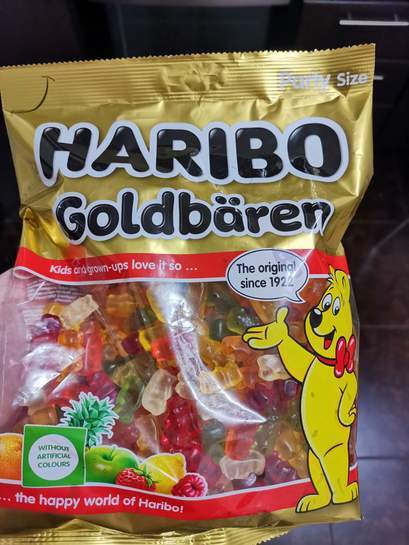 Party Size
HARIBO
Goldbären
Kids and grown-ups love it so ...
The original
since 1922
WITHOUT
ARTIFICIAL
COLOURS
... the happy world of Haribo!